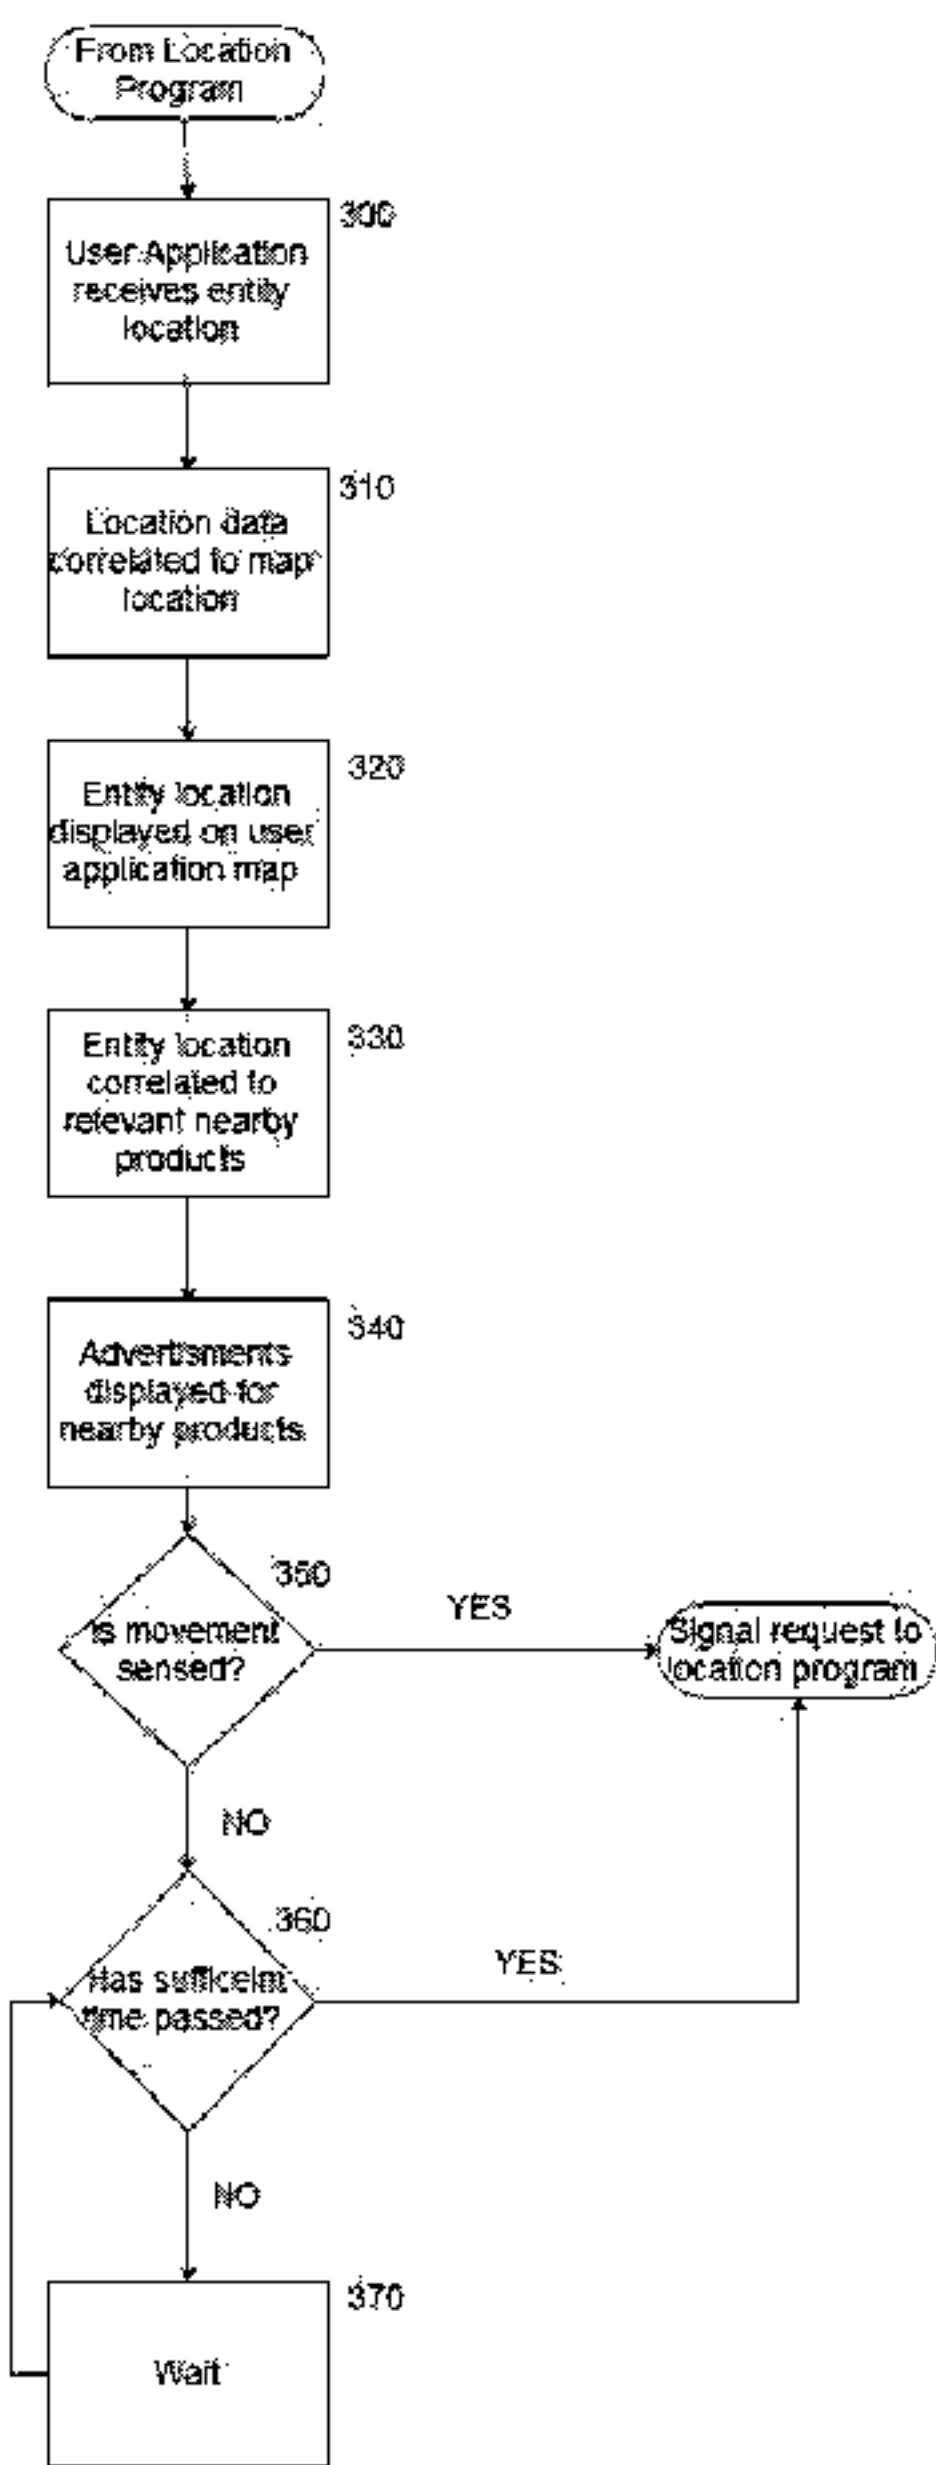 From Location
Program
300
User Application
receives entity
location
310
Location data
correlated to map
location
320
Entity location
displayed on user
application map
330
Entity location
correlated to
relevant nearby
products
340
Advertisments
displayed for
nearby products
350
Is movement
sensed?
YES
Signal request to
location program
NO
360
Has sufficeint
time passed?
YES
NO
370
Wait